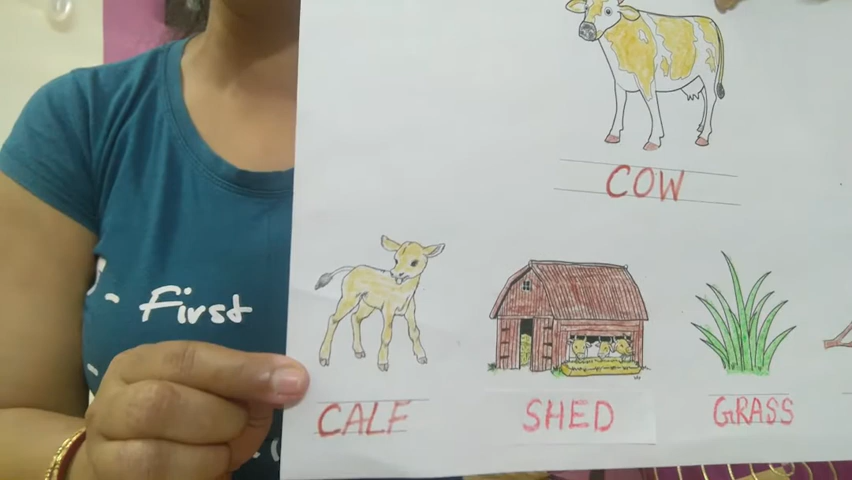 COW
First
CALF
SHED
GRASS